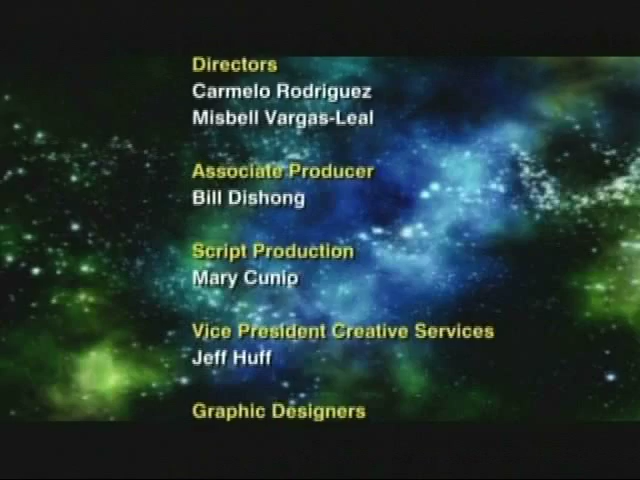 Directors
Carmelo Rodriguez
Misbell Vargas-Leal
Associate Producer
Bill Dishong
Script Production
Mary Cunip
Vice President Creative Services
Jeff Huff
Graphic Designers